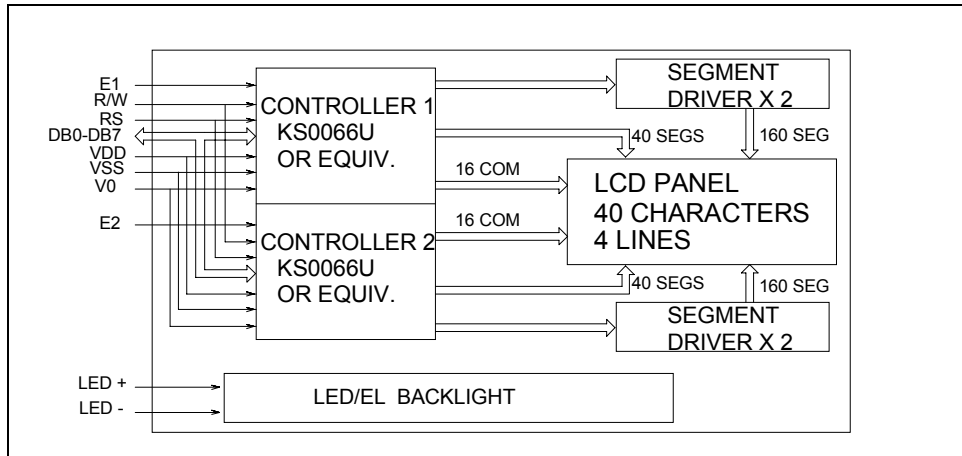 E1
R/W
RS
DB0-DB7
VDD
VSS
V0
E2
CONTROLLER 1
KS0066U
OR EQUIV.
CONTROLLER 2
KS0066U
OR EQUIV.
SEGMENT
DRIVER X 2
40 SEGS
160 SEG
16 COM
16 COM
LCD PANEL
40 CHARACTERS
4 LINES
40 SEGS
160 SEG
SEGMENT
DRIVER X 2
LED +
LED -
LED/EL BACKLIGHT